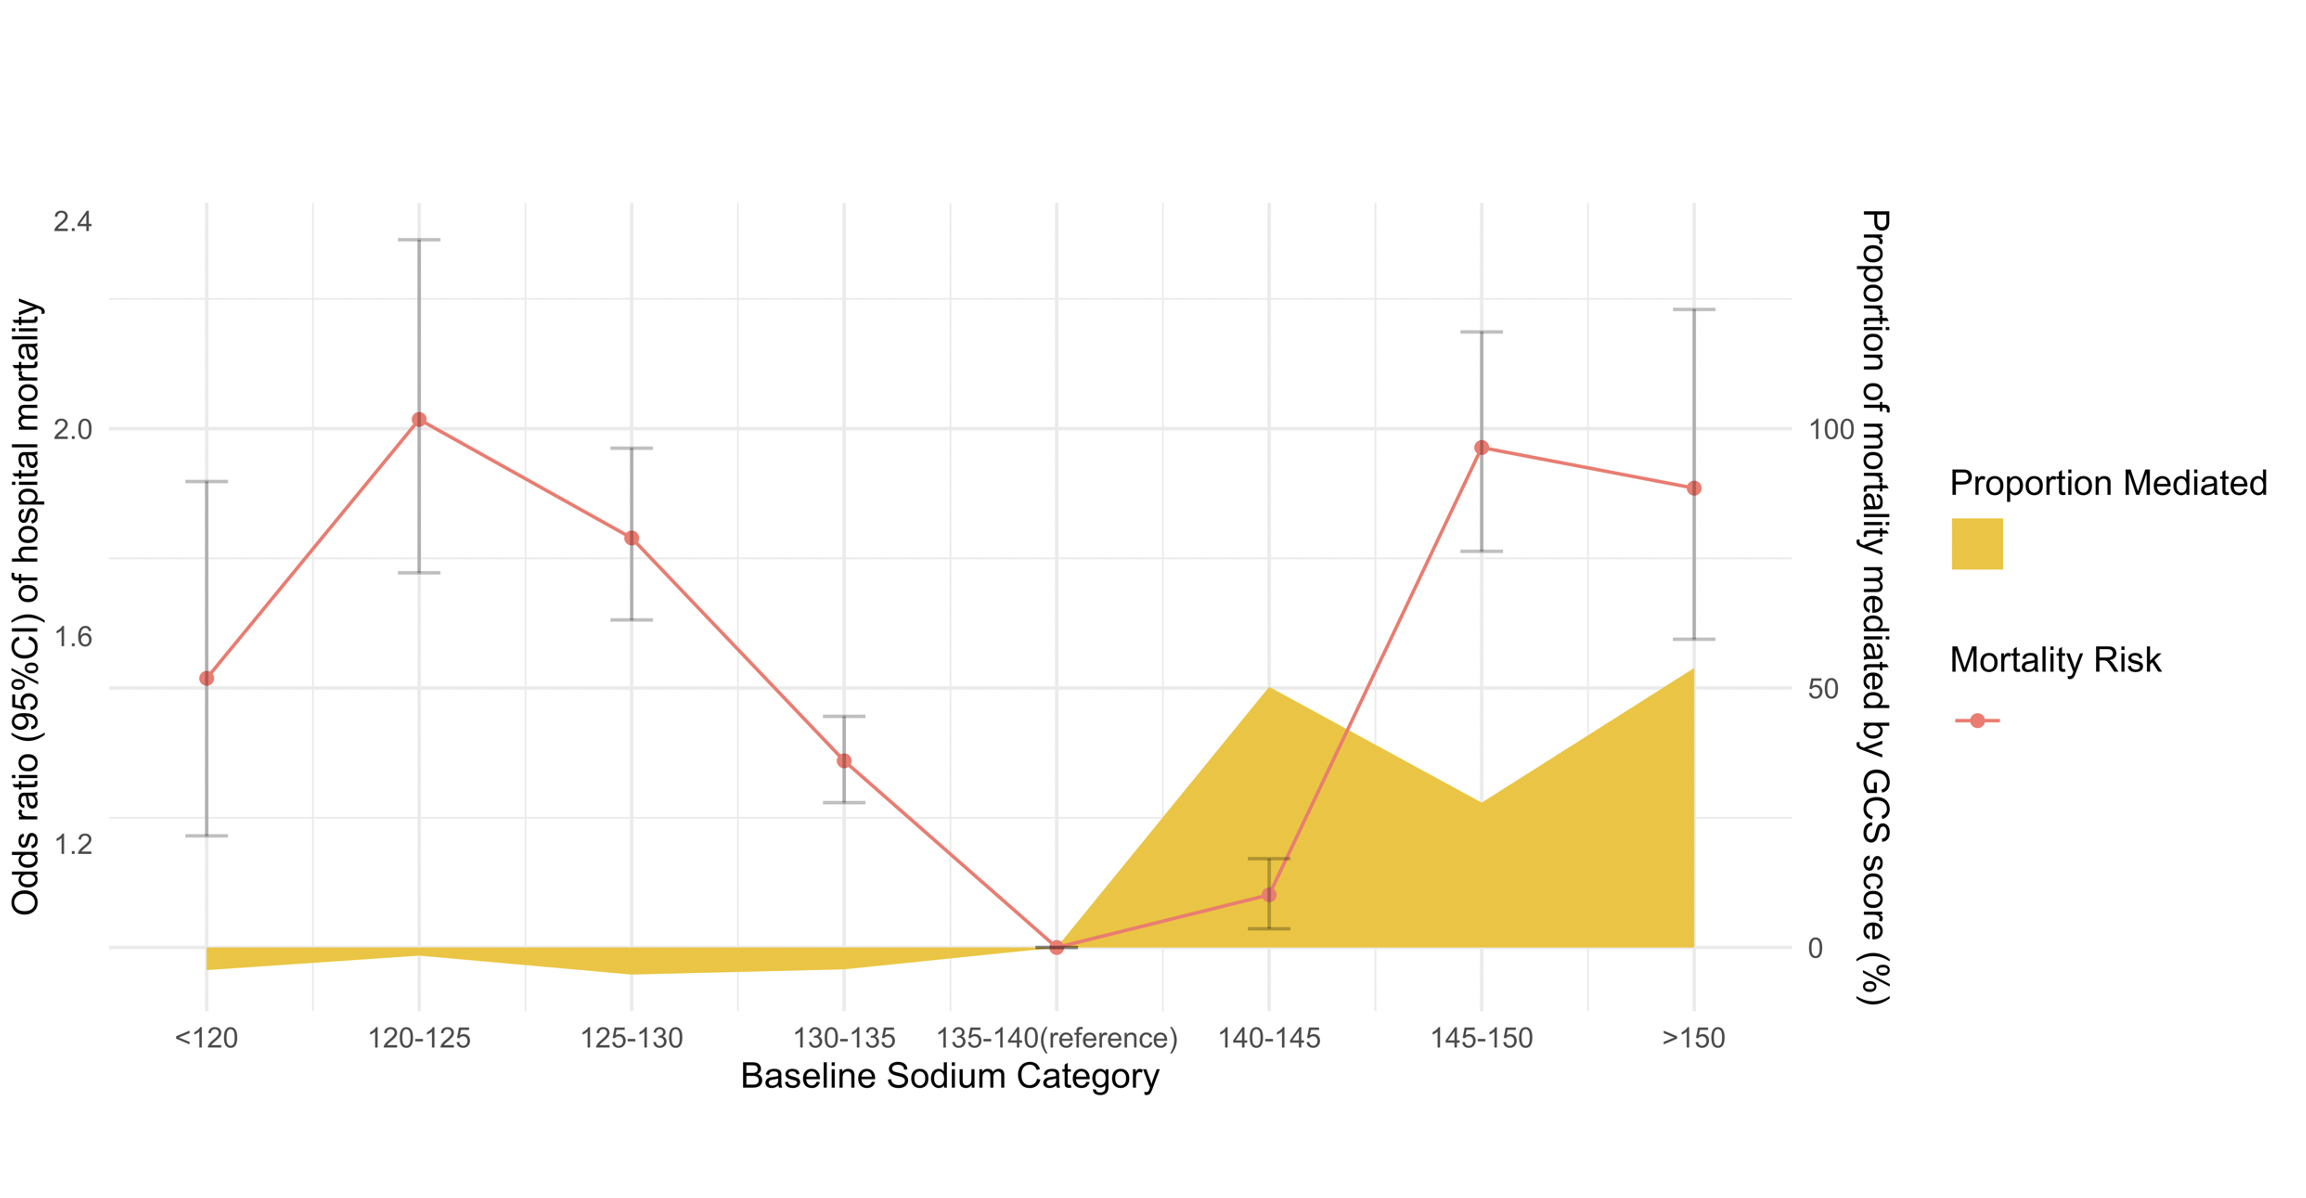 Odds ratio (95%CI) of hospital mortality
2.4
2.0
1.6
1.2
<120
120-125
125-130
130-135
135-140(reference)
140-145
145-150
>150
Baseline Sodium Category
100
50
0
Proportion of mortality mediated by GCS score (%)
Proportion Mediated
Mortality Risk